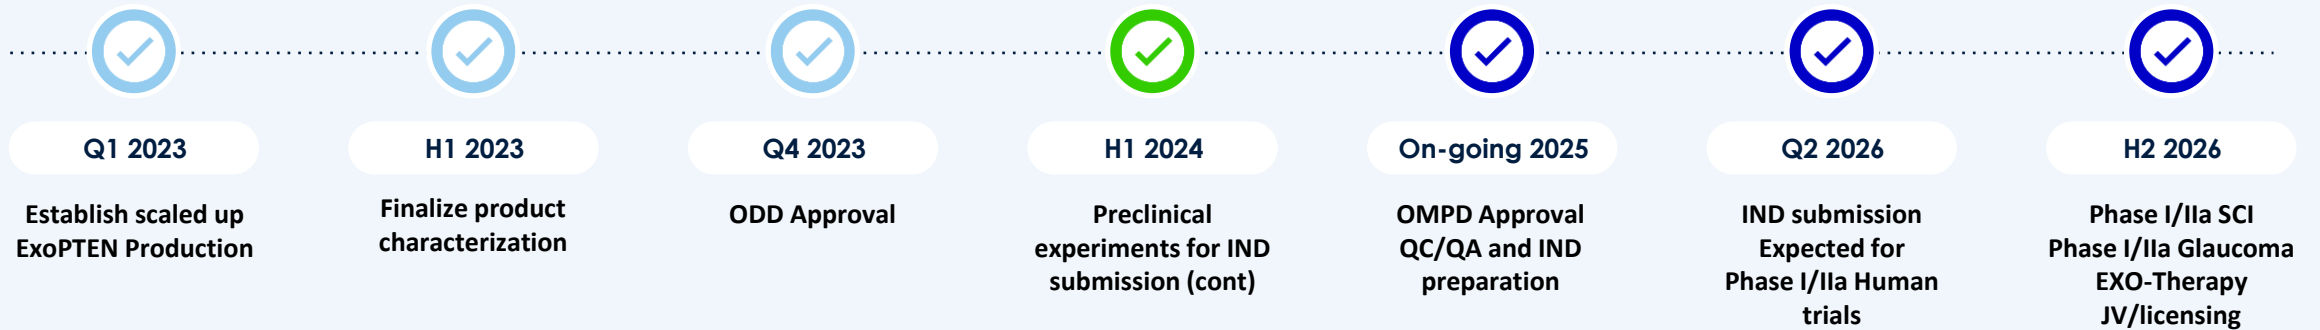 Q1 2023
Establish scaled up
ExoPTEN Production
H1 2023
Finalize product
characterization
Q4 2023
ODD Approval
H1 2024
Preclinical
experiments for IND
submission (cont)
On-going 2025
OMPD Approval
QC/QA and IND
preparation
Q2 2026
IND submission
Expected for
Phase I/IIa Human
trials
H2 2026
Phase I/IIa SCI
Phase I/IIa Glaucoma
EXO-Therapy
JV/licensing